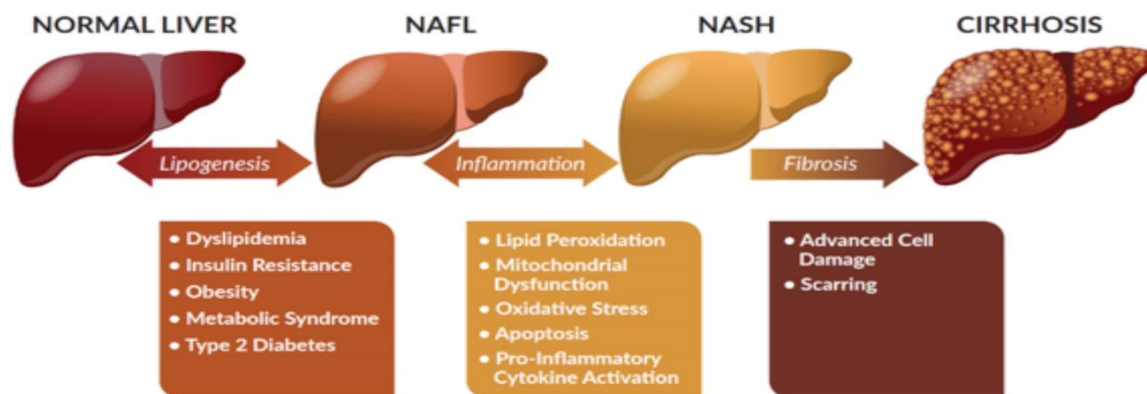 NORMAL LIVER
NAFL
NASH
CIRRHOSIS
Lipogenesis
Inflammation
Fibrosis
• Dyslipidemia
• Insulin Resistance
• Obesity
• Metabolic Syndrome
• Type 2 Diabetes
• Lipid Peroxidation
• Mitochondrial
Dysfunction
• Oxidative Stress
• Apoptosis
• Pro-Inflammatory
Cytokine Activation
• Advanced Cell
Damage
• Scarring